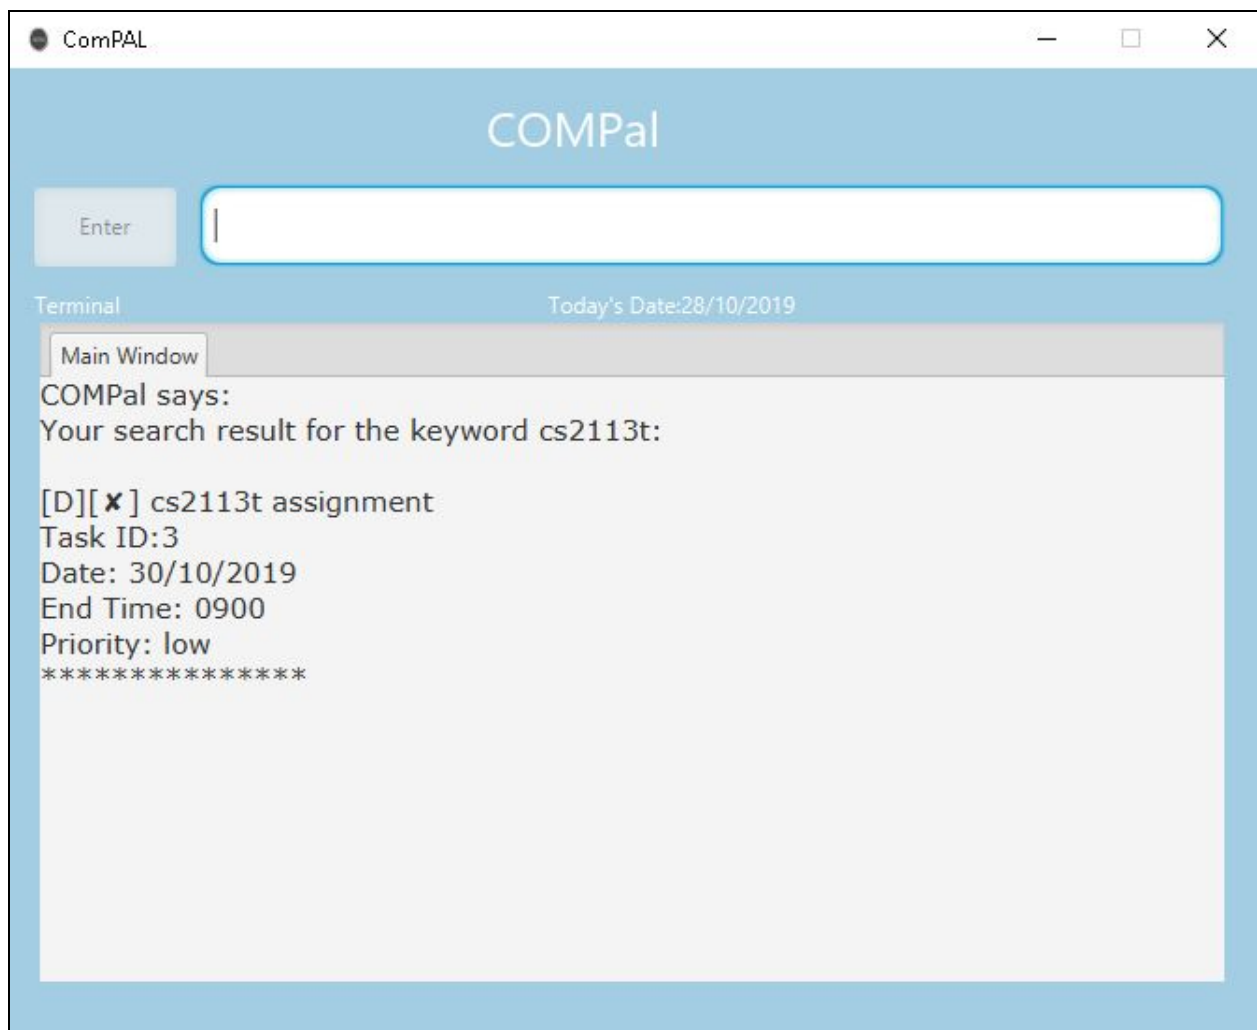 ComPAL
COMPal
Enter
Terminal
Today's Date:28/10/2019
Main Window
COMPal says:
Your search result for the keyword cs2113t:
[D][✘] cs2113t assignment
Task ID:3
Date: 30/10/2019
End Time: 0900
Priority: low
***************